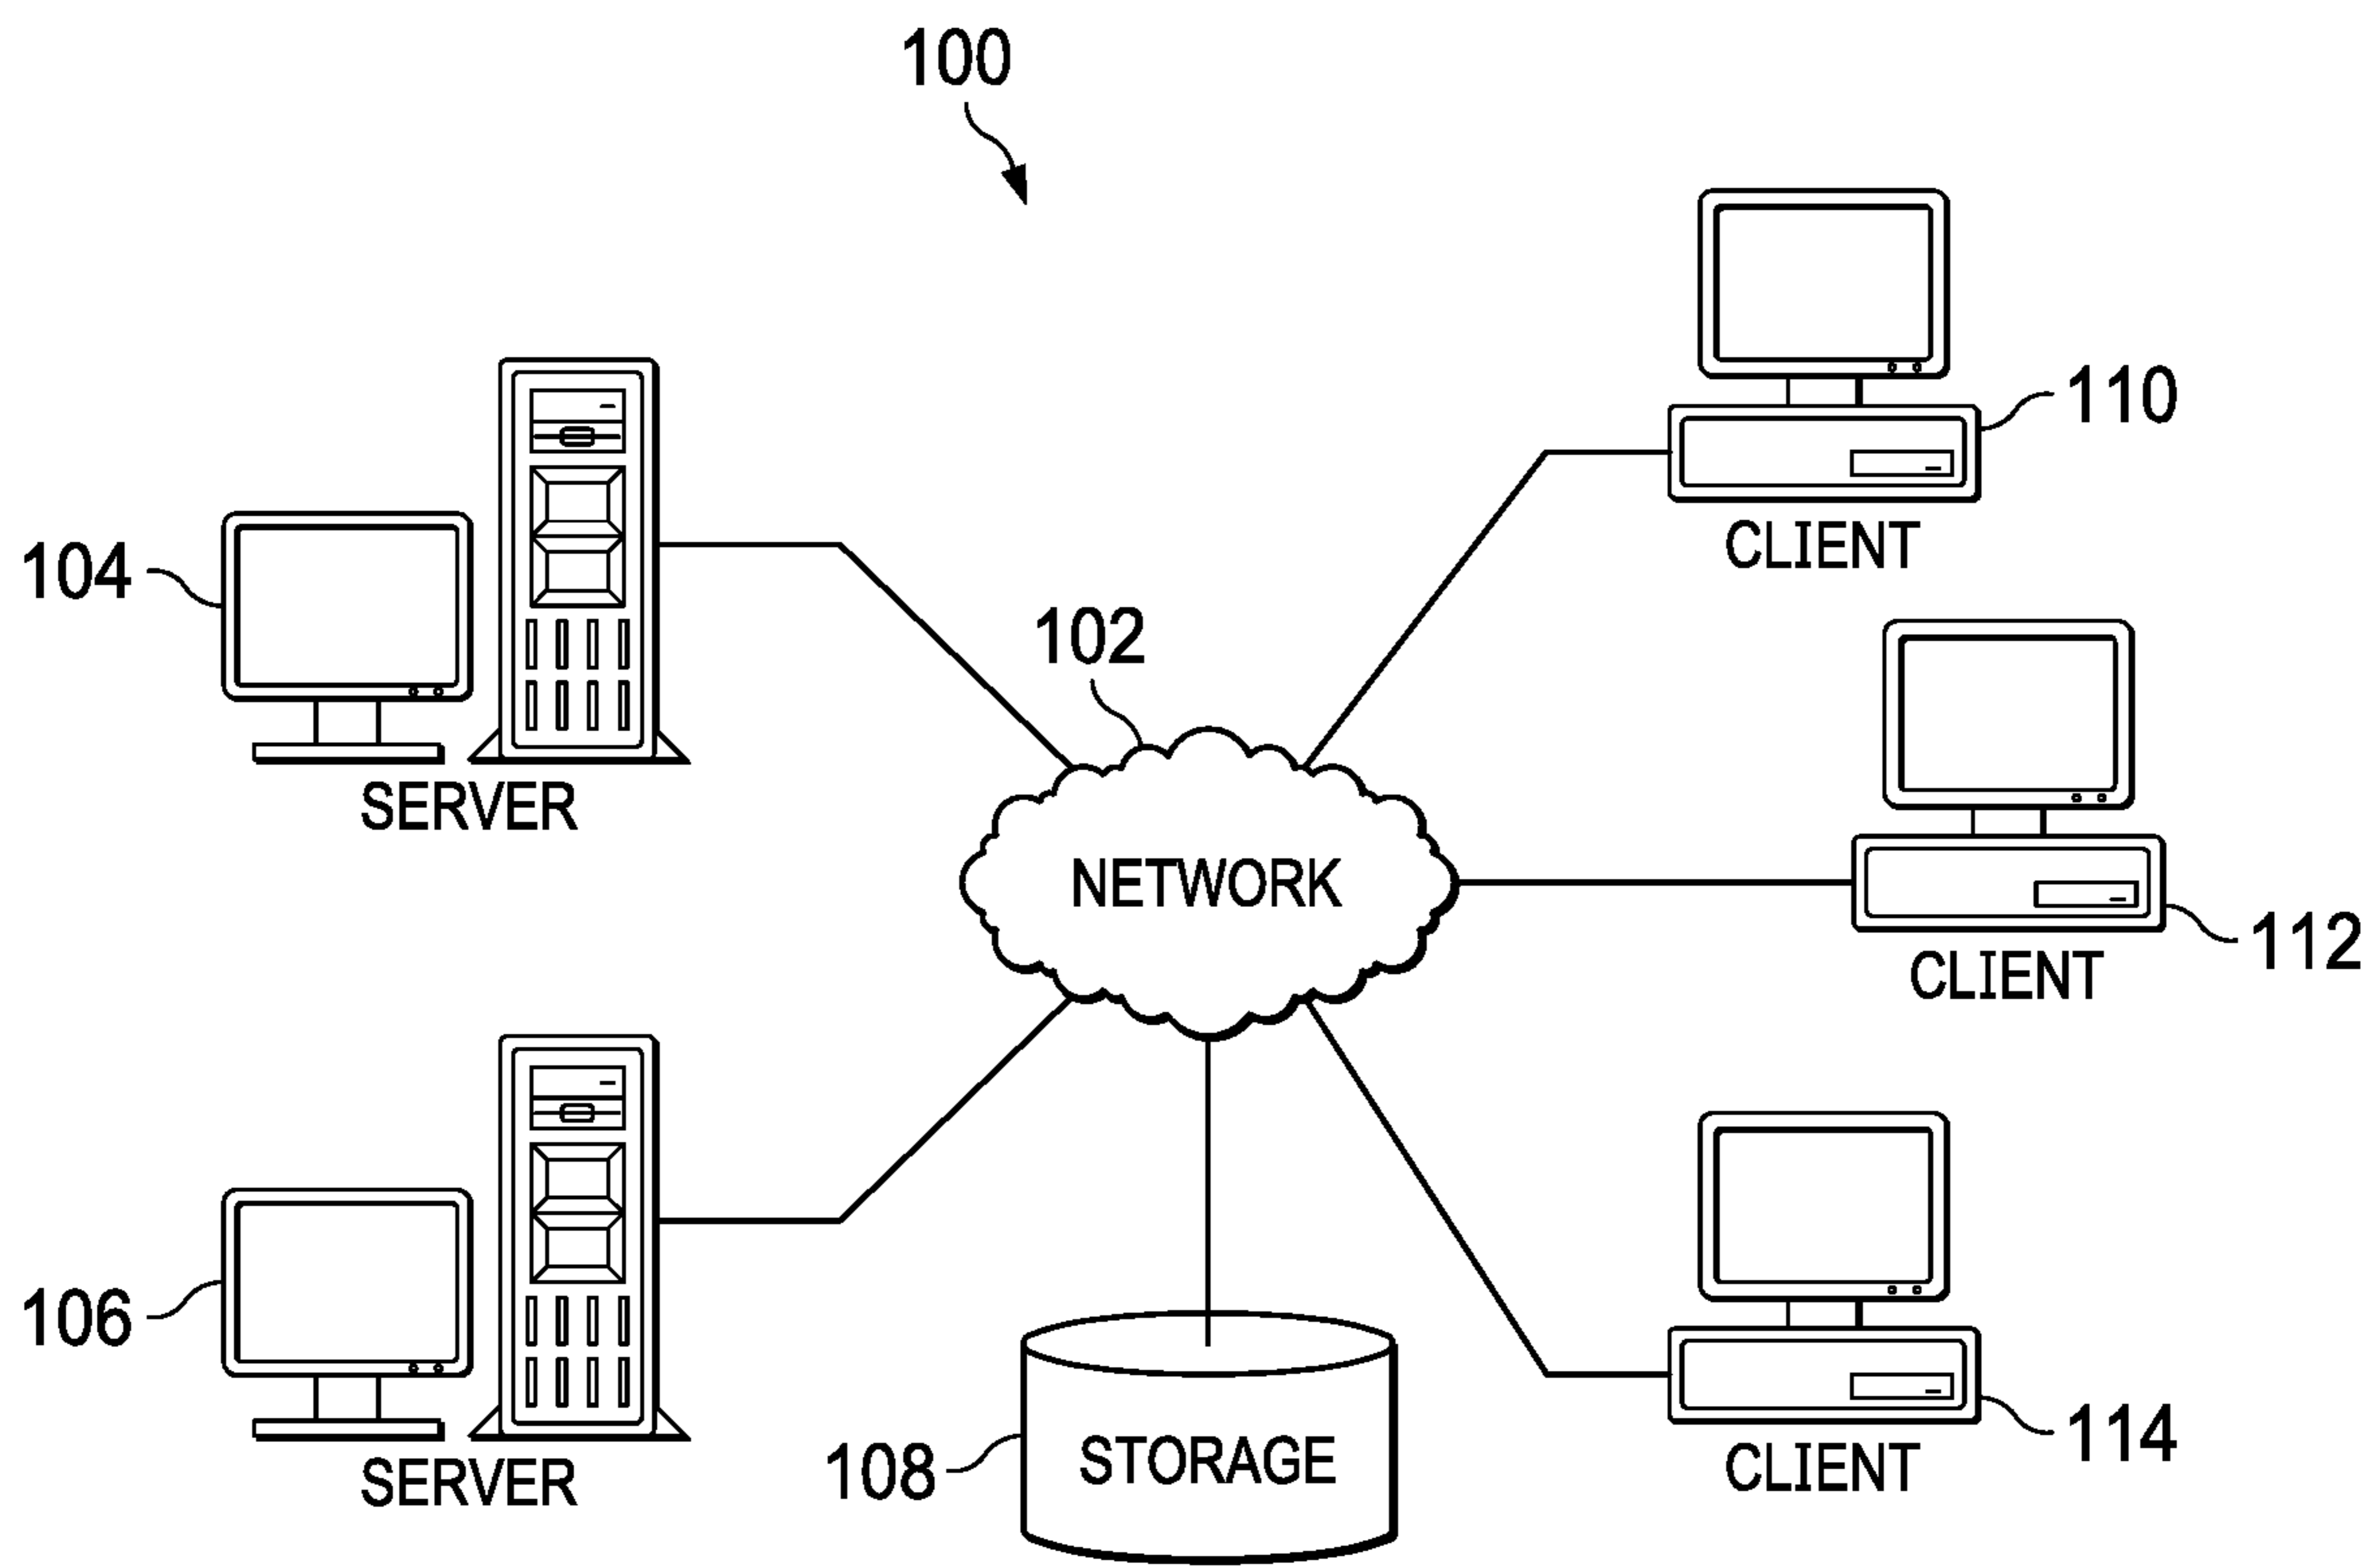 100
110
CLIENT
104
SERVER
102
NETWORK
112
CLIENT
106
SERVER
108
STORAGE
114
CLIENT